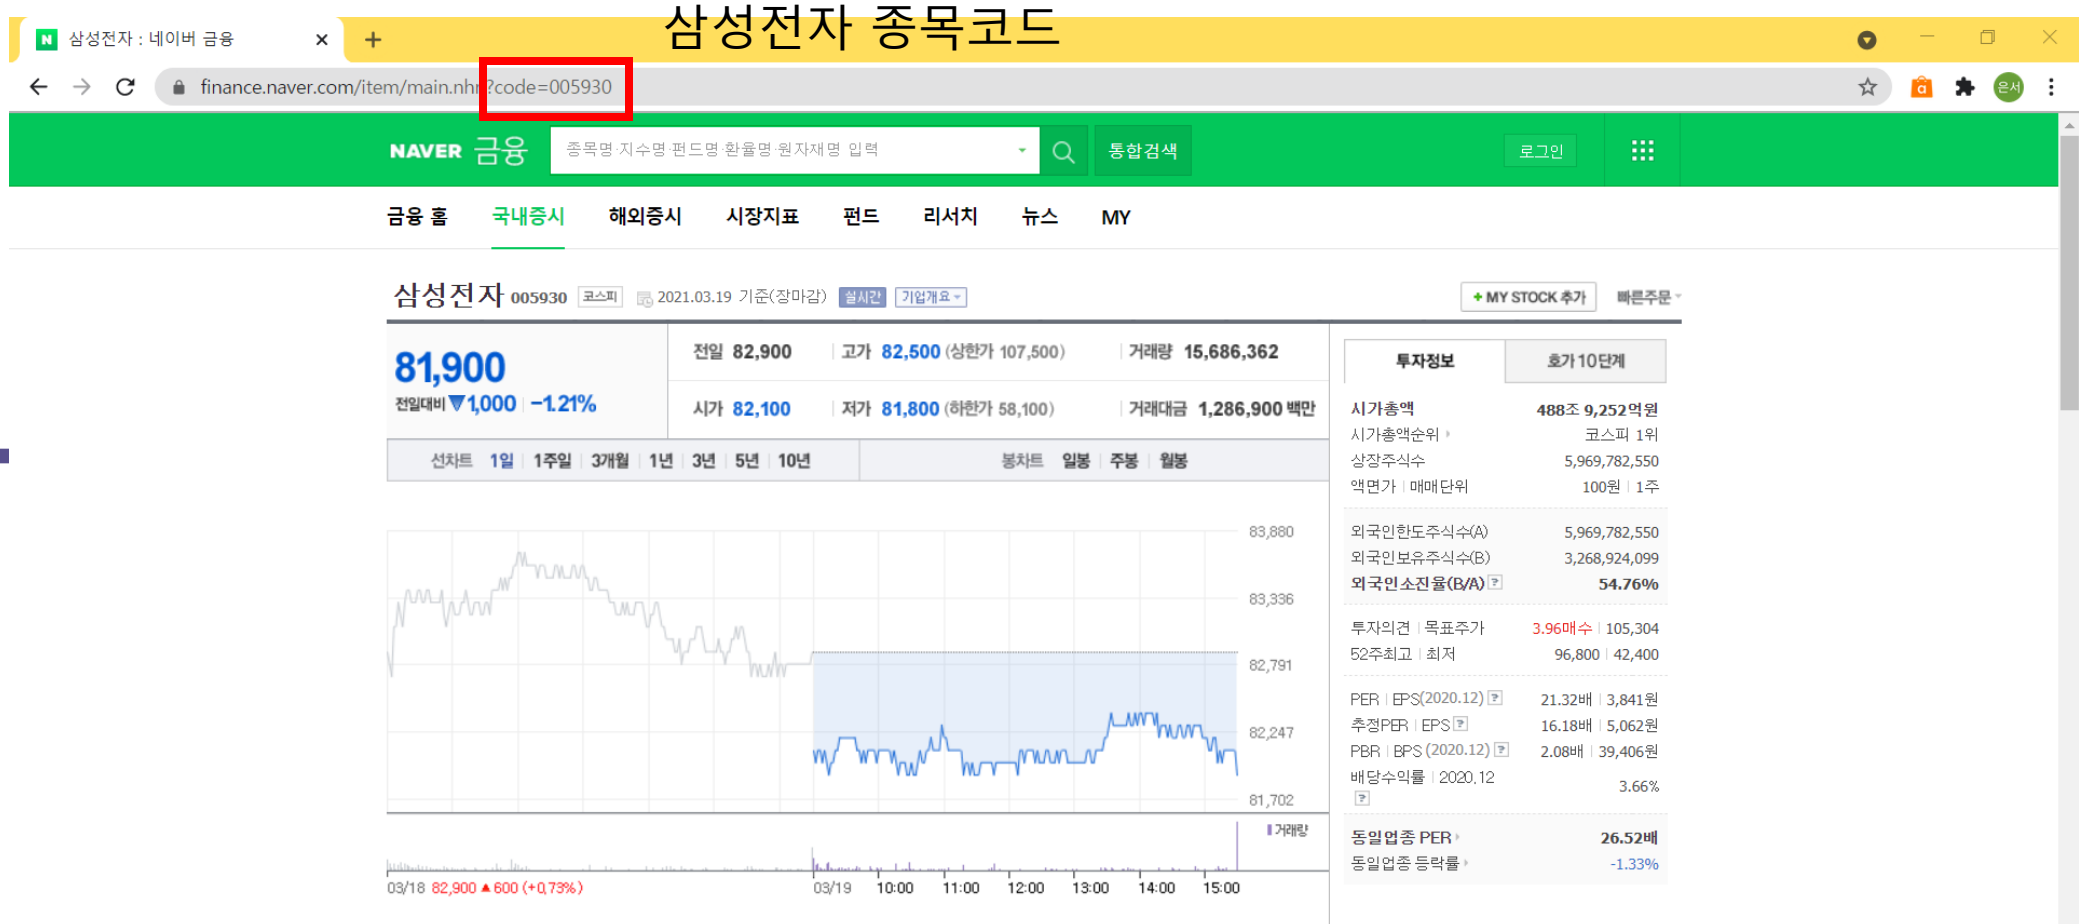 삼성전자 종목코드
삼성전자 : 네이버 금융
finance.naver.com/item/main.nhn?code=005930
은서
NAVER 금융
종목명·지수명·펀드명·환율명·원자재명 입력
통합검색
로그인
금융 홈 국내증시 해외증시 시장지표 펀드 리서치 뉴스 MY
삼성전자 005930 코스피 2021.03.19 기준(장마감) 실시간 기업개요
+ MY STOCK 추가 빠른주문
81,900
전일대비 ▼1,000 -1.21%
전일 82,900 고가 82,500 (상한가 107,500) 거래량 15,686,362
시가 82,100 저가 81,800 (하한가 58,100) 거래대금 1,286,900 백만
선차트 1일 1주일 3개월 1년 3년 5년 10년
봉차트 일봉 주봉 월봉
83,880
83,336
82,791
82,247
81,702
거래량
03/18 82,900 ▲600 (+0.73%)
03/19 10:00 11:00 12:00 13:00 14:00 15:00
투자정보 호가 10단계
시가총액 488조 9,252억원
시가총액순위 코스피 1위
상장주식수 5,969,782,550
액면가 매매단위 100원 1주
외국인한도주식수(A) 5,969,782,550
외국인보유주식수(B) 3,268,924,099
외국인소진율(B/A) ? 54.76%
투자의견 목표주가 3.96매수 105,304
52주최고 최저 96,800 42,400
PER EPS(2020.12) ? 21.32배 3,841원
추정PER EPS ? 16.18배 5,062원
PBR BPS (2020.12) ? 2.08배 39,406원
배당수익률 2020.12 ? 3.66%
동일업종 PER 26.52배
동일업종 등락률 -1.33%